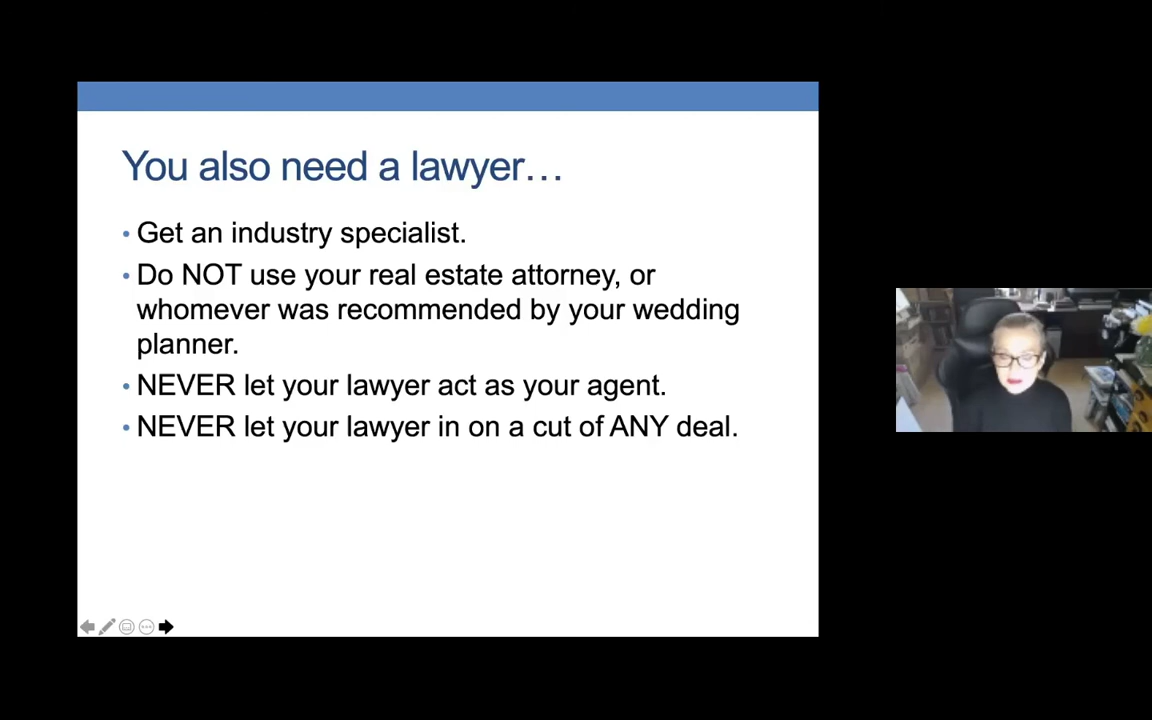 You also need a lawyer…
• Get an industry specialist.
• Do NOT use your real estate attorney, or
whomever was recommended by your wedding
planner.
• NEVER let your lawyer act as your agent.
• NEVER let your lawyer in on a cut of ANY deal.